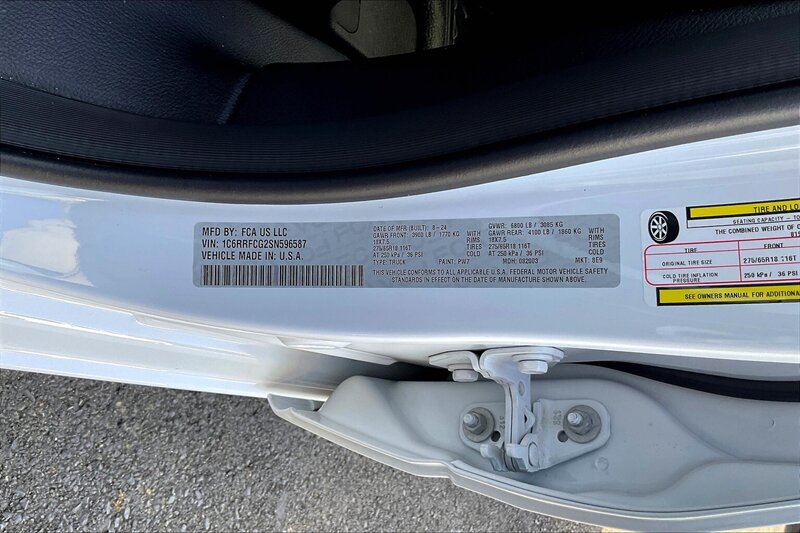 MFD BY: FCA US LLC
VIN: 1C6RRFCG2SN596587
VEHICLE MADE IN: U.S.A.
DATE OF MFR (BUILT): 8-24 GVWR: 6800 LB / 3085 KG
GAWR FRONT: 3900 LB / 1770 KG WITH GAWR REAR: 4100 LB / 1860 KG WITH
18X7.5 RIMS 18X7.5 RIMS
275/65R18 116T TIRES 275/65R18 116T TIRES
AT 250 kPa / 36 PSI COLD AT 250 kPa / 36 PSI COLD
TYPE: TRUCK PAINT: PW7 MDH: 082003 MKT: 8E9
THIS VEHICLE CONFORMS TO ALL APPLICABLE U.S.A. FEDERAL MOTOR VEHICLE SAFETY
STANDARDS IN EFFECT ON THE DATE OF MANUFACTURE SHOWN ABOVE.
TIRE AND LO
SEATING CAPACITY - TO
THE COMBINED WEIGHT OF
TIRE FRONT
ORIGINAL TIRE SIZE 275/65R18 116T
COLD TIRE INFLATION 250 kPa / 36 PSI
PRESSURE
SEE OWNERS MANUAL FOR ADDITIONA